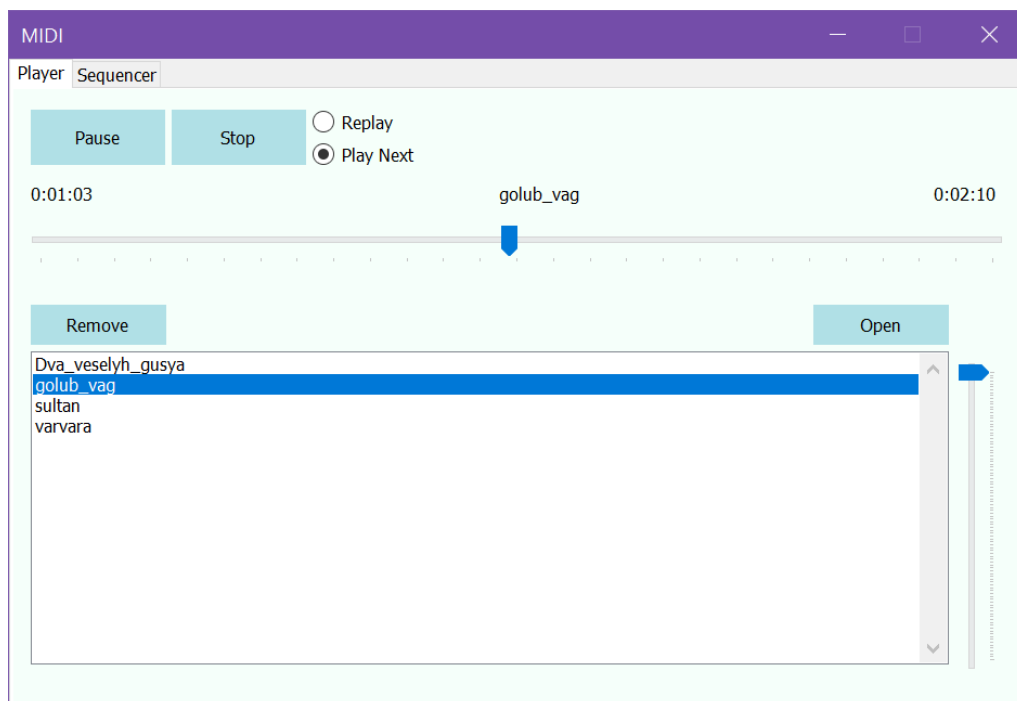 MIDI
Player Sequencer
Pause Stop Replay
Play Next
0:01:03 golub_vag 0:02:10
Remove Open
Dva_veselyh_gusya
golub_vag
sultan
varvara